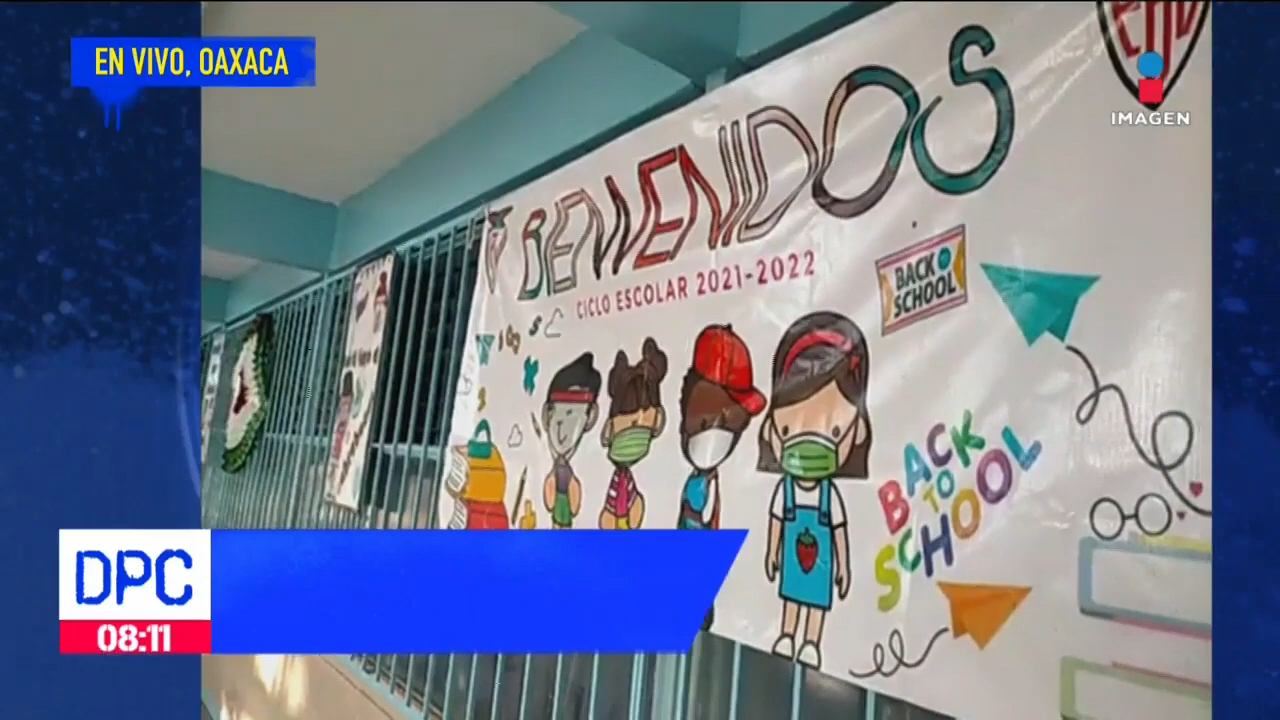 EN VIVO, OAXACA
IMAGEN
BIENVENIDOS
CICLO ESCOLAR 2021-2022
BACK TO
SCHOOL
BACK
TO
SCHOOL
DPC
08:11